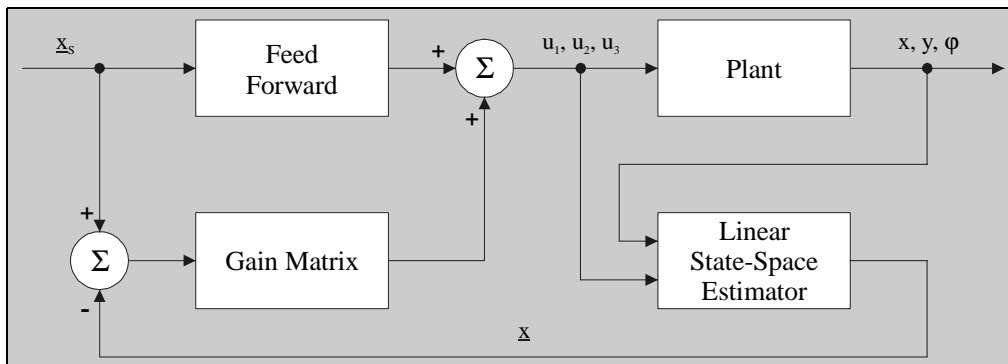 x_s
Feed
Forward
+
+
Σ
u₁, u₂, u₃
Plant
x, y, φ
+
Σ
-
Gain Matrix
Linear
State-Space
Estimator
x